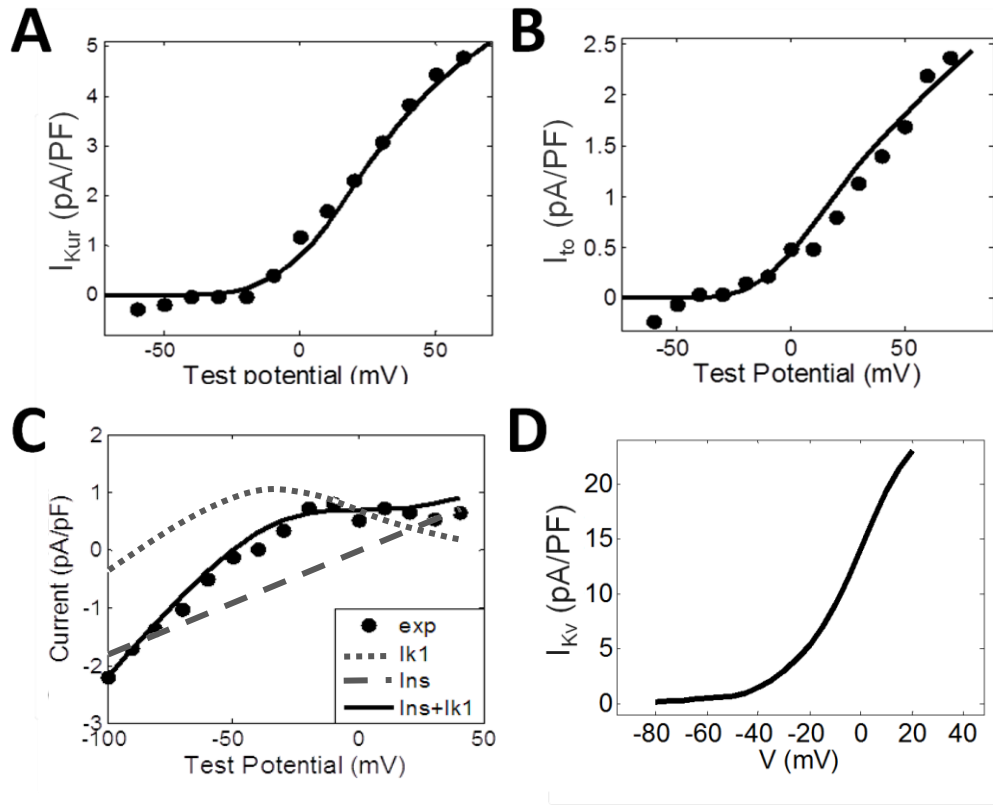 A
5
4
3
2
1
0
I_Kur (pA/PF)
-50
0
50
Test potential (mV)
B
2.5
2
1.5
1
0.5
0
I_to (pA/PF)
-50
0
50
Test Potential (mV)
C
2
1
0
-1
-2
-3
Current (pA/pF)
-100
-50
0
50
Test Potential (mV)
exp
Ik1
Ins
Ins+Ik1
D
20
15
10
5
0
I_Kv (pA/PF)
-80
-60
-40
-20
0
20
40
V (mV)